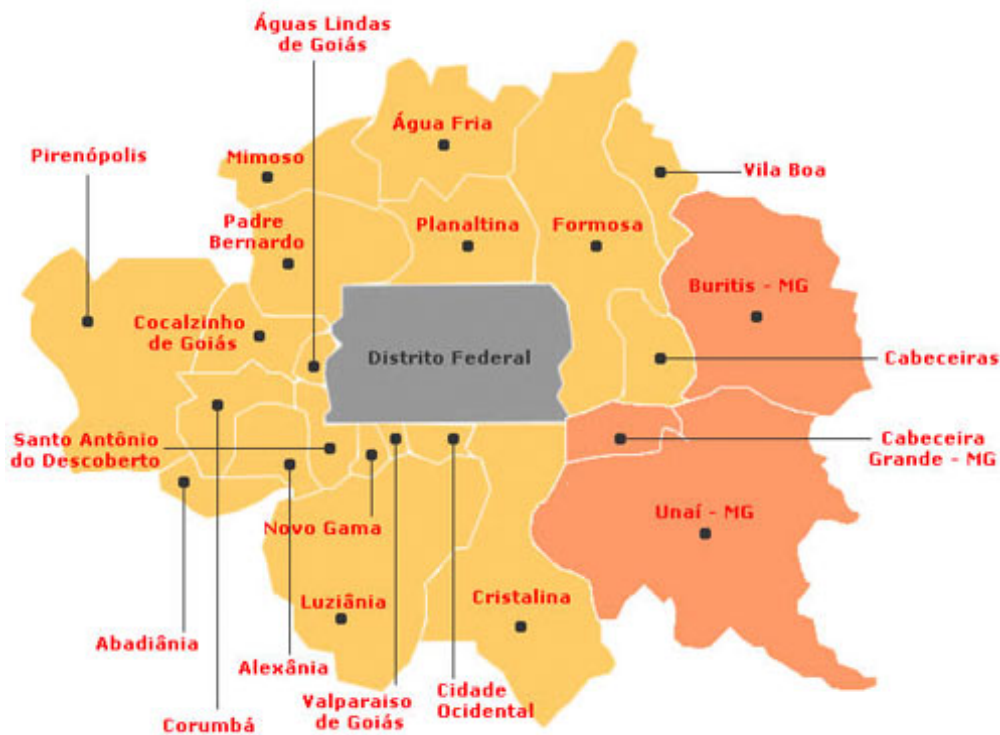 Águas Lindas
de Goiás
Água Fria
Pirenópolis
Mimoso
Vila Boa
Padre
Bernardo
Planaltina
Formosa
Buritis - MG
Cocalzinho
de Goiás
Distrito Federal
Cabeceiras
Santo Antônio
do Descoberto
Cabeceira
Grande - MG
Novo Gama
Unaí - MG
Luziânia
Cristalina
Abadiânia
Alexânia
Valparaiso
de Goiás
Cidade
Ocidental
Corumbá